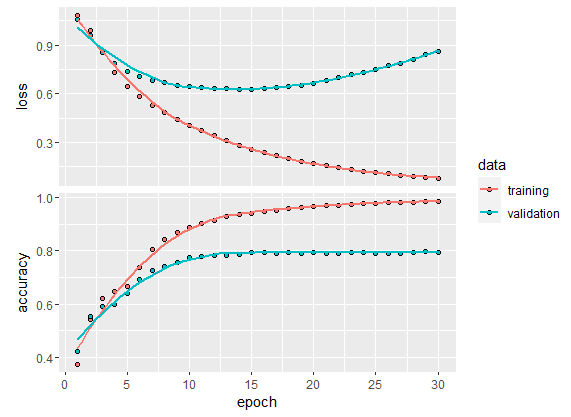 loss
0.9
0.6
0.3
accuracy
1.0
0.8
0.6
0.4
0 5 10 15 20 25 30
epoch
data
training
validation